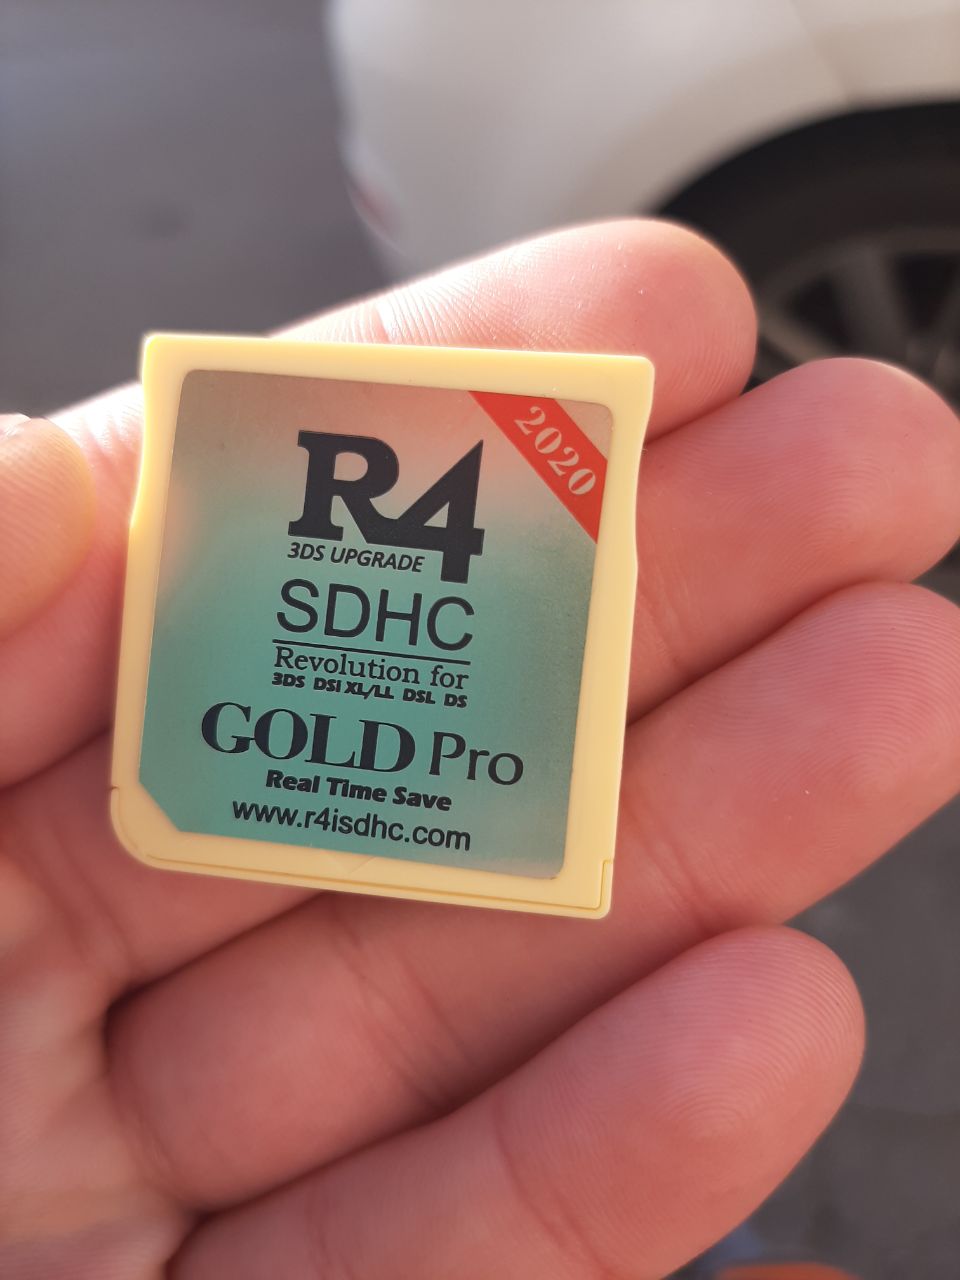 2020
R4
3DS UPGRADE
SDHC
Revolution for
3DS DSi XL/LL DSL DS
GOLD Pro
Real Time Save
www.r4isdhc.com